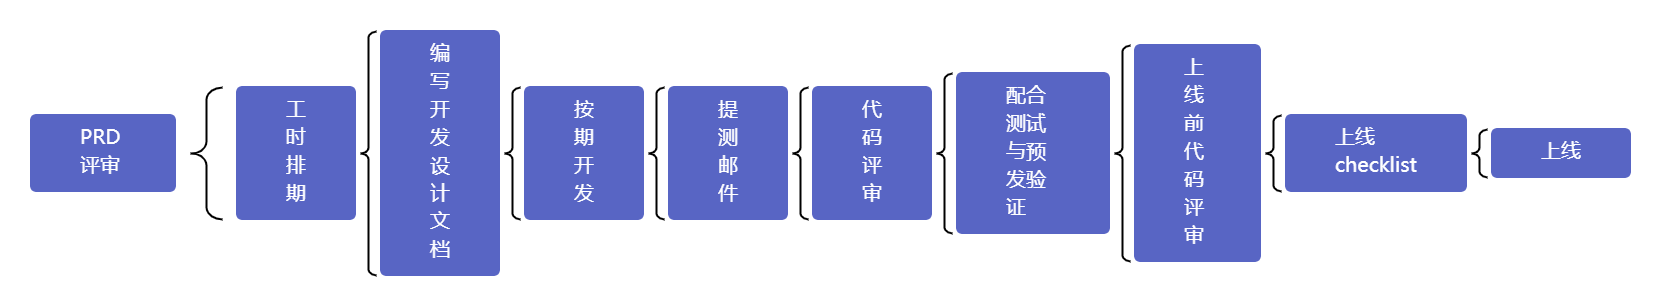 PRD
评审
工
时
排
期
编
写
开
发
设
计
文
档
按
期
开
发
提
测
邮
件
代
码
评
审
配合
测试
与预
发验
证
上
线
前
代
码
评
审
上线
checklist
上线